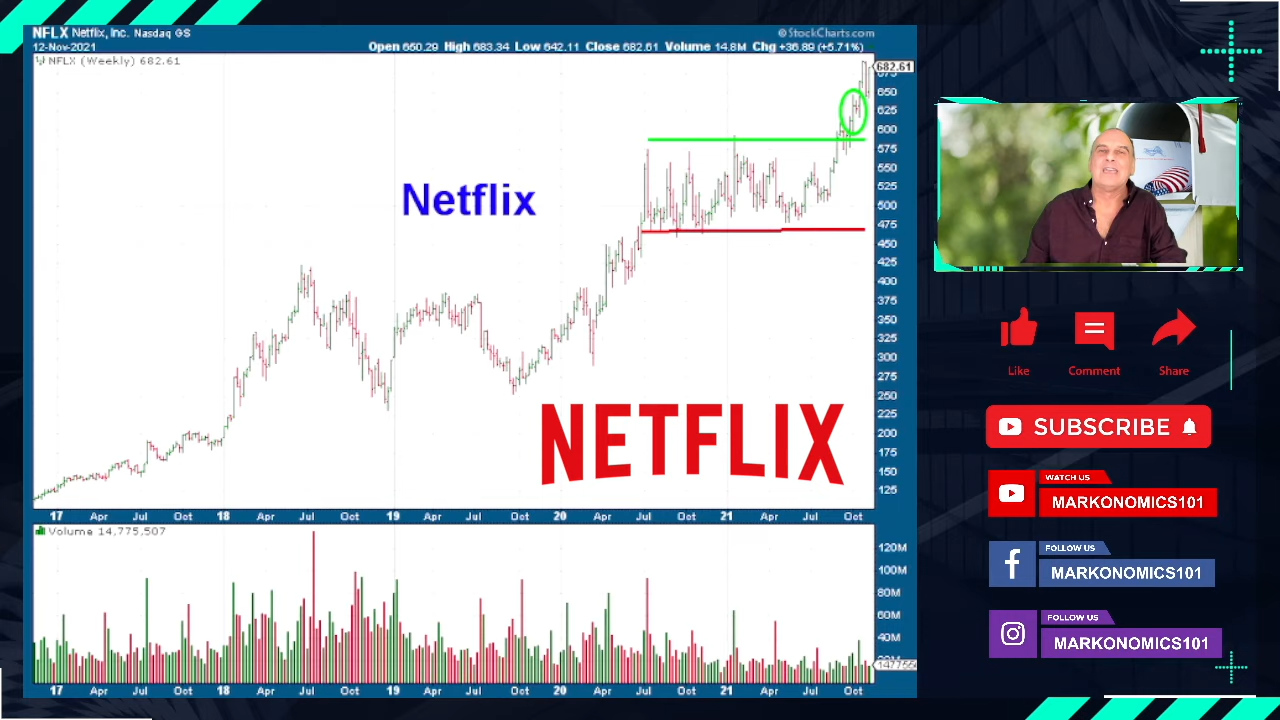 NFLX Netflix, Inc. Nasdaq GS
© StockCharts.com
12-Nov-2021
Open 650.29 High 683.34 Low 642.11 Close 682.61 Volume 14.8M Chg +36.89 (+5.71%)
NFLX (Weekly) 682.61
682.61
675
650
625
600
575
550
525
500
475
450
425
400
375
350
325
300
275
250
225
200
175
150
125
Netflix
NETFLIX
17 Apr Jul Oct 18 Apr Jul Oct 19 Apr Jul Oct 20 Apr Jul Oct 21 Apr Jul Oct
Volume 14,775,507
120M
100M
80M
60M
40M
17 Apr Jul Oct 18 Apr Jul Oct 19 Apr Jul Oct 20 Apr Jul Oct 21 Apr Jul Oct
Like
Comment
Share
SUBSCRIBE
WATCH US
MARKONOMICS101
FOLLOW US
MARKONOMICS101
FOLLOW US
MARKONOMICS101